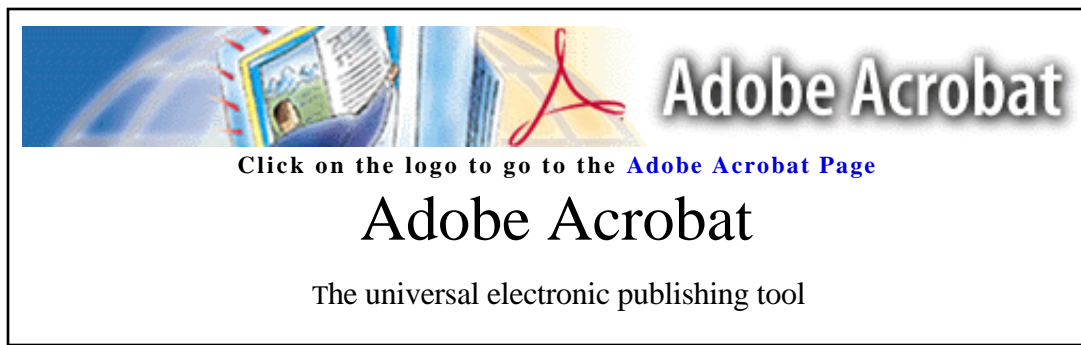 Adobe Acrobat
Click on the logo to go to the Adobe Acrobat Page
Adobe Acrobat
The universal electronic publishing tool